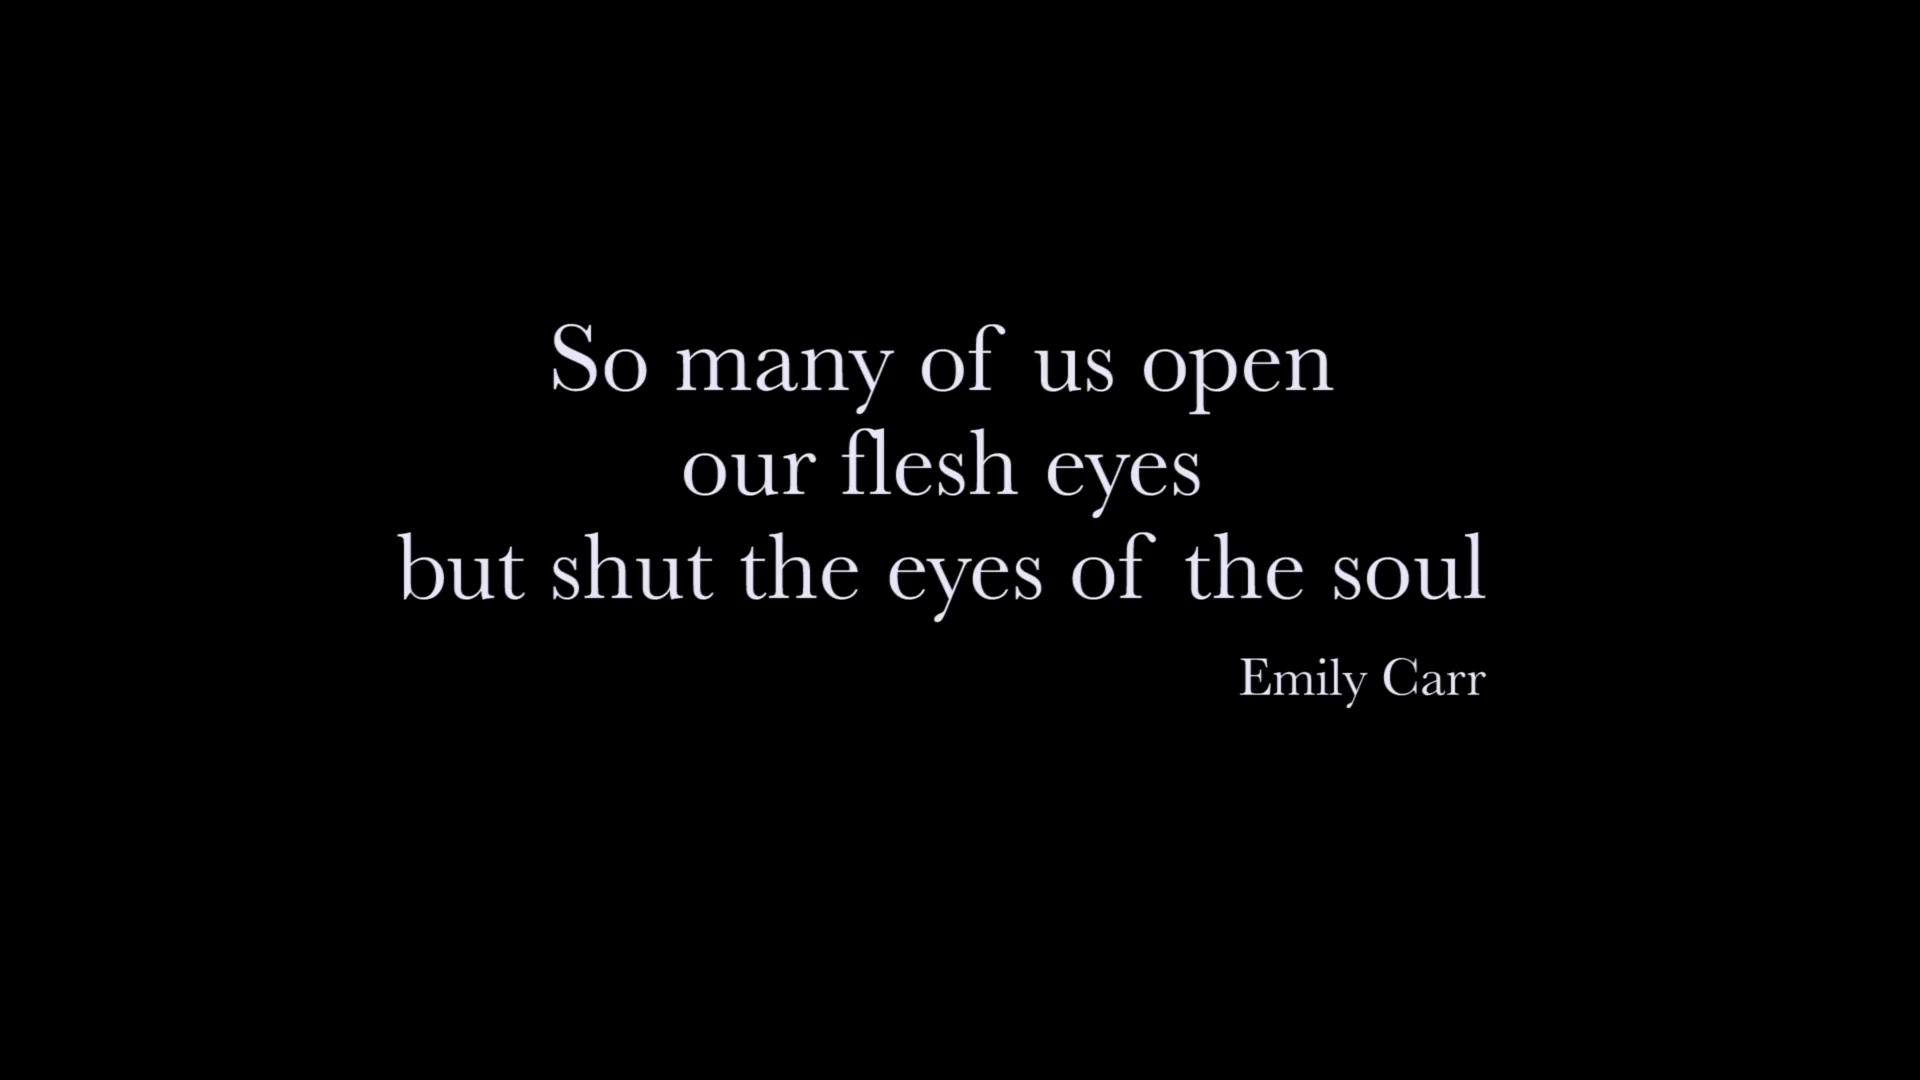 So many of us open
our flesh eyes
but shut the eyes of the soul
Emily Carr